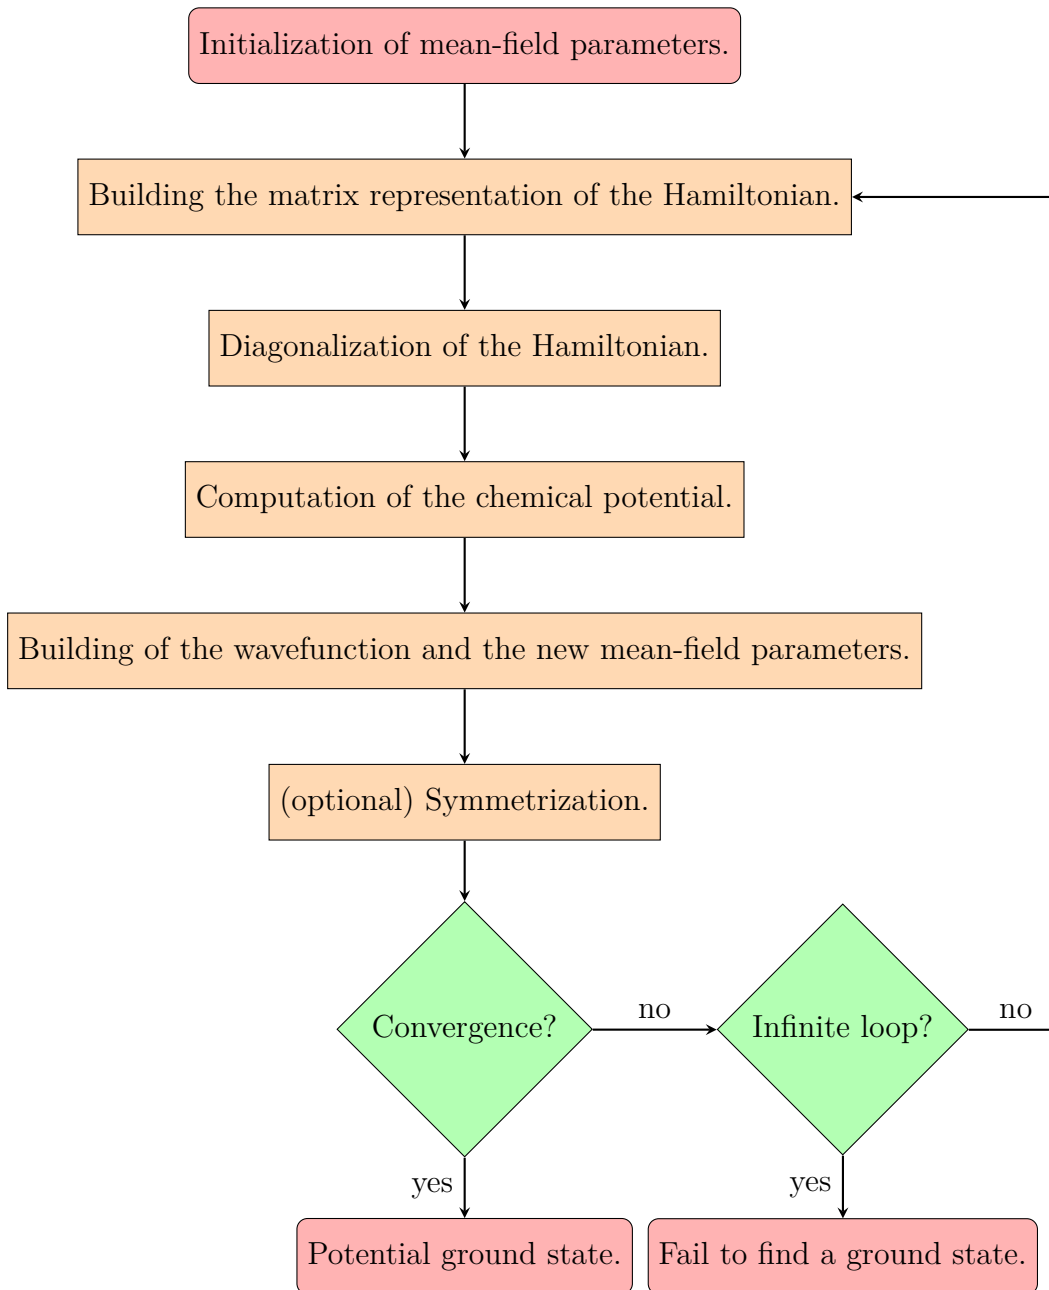 Initialization of mean-field parameters.
Building the matrix representation of the Hamiltonian.
Diagonalization of the Hamiltonian.
Computation of the chemical potential.
Building of the wavefunction and the new mean-field parameters.
(optional) Symmetrization.
Convergence?
no
Infinite loop?
no
yes
yes
Potential ground state.
Fail to find a ground state.